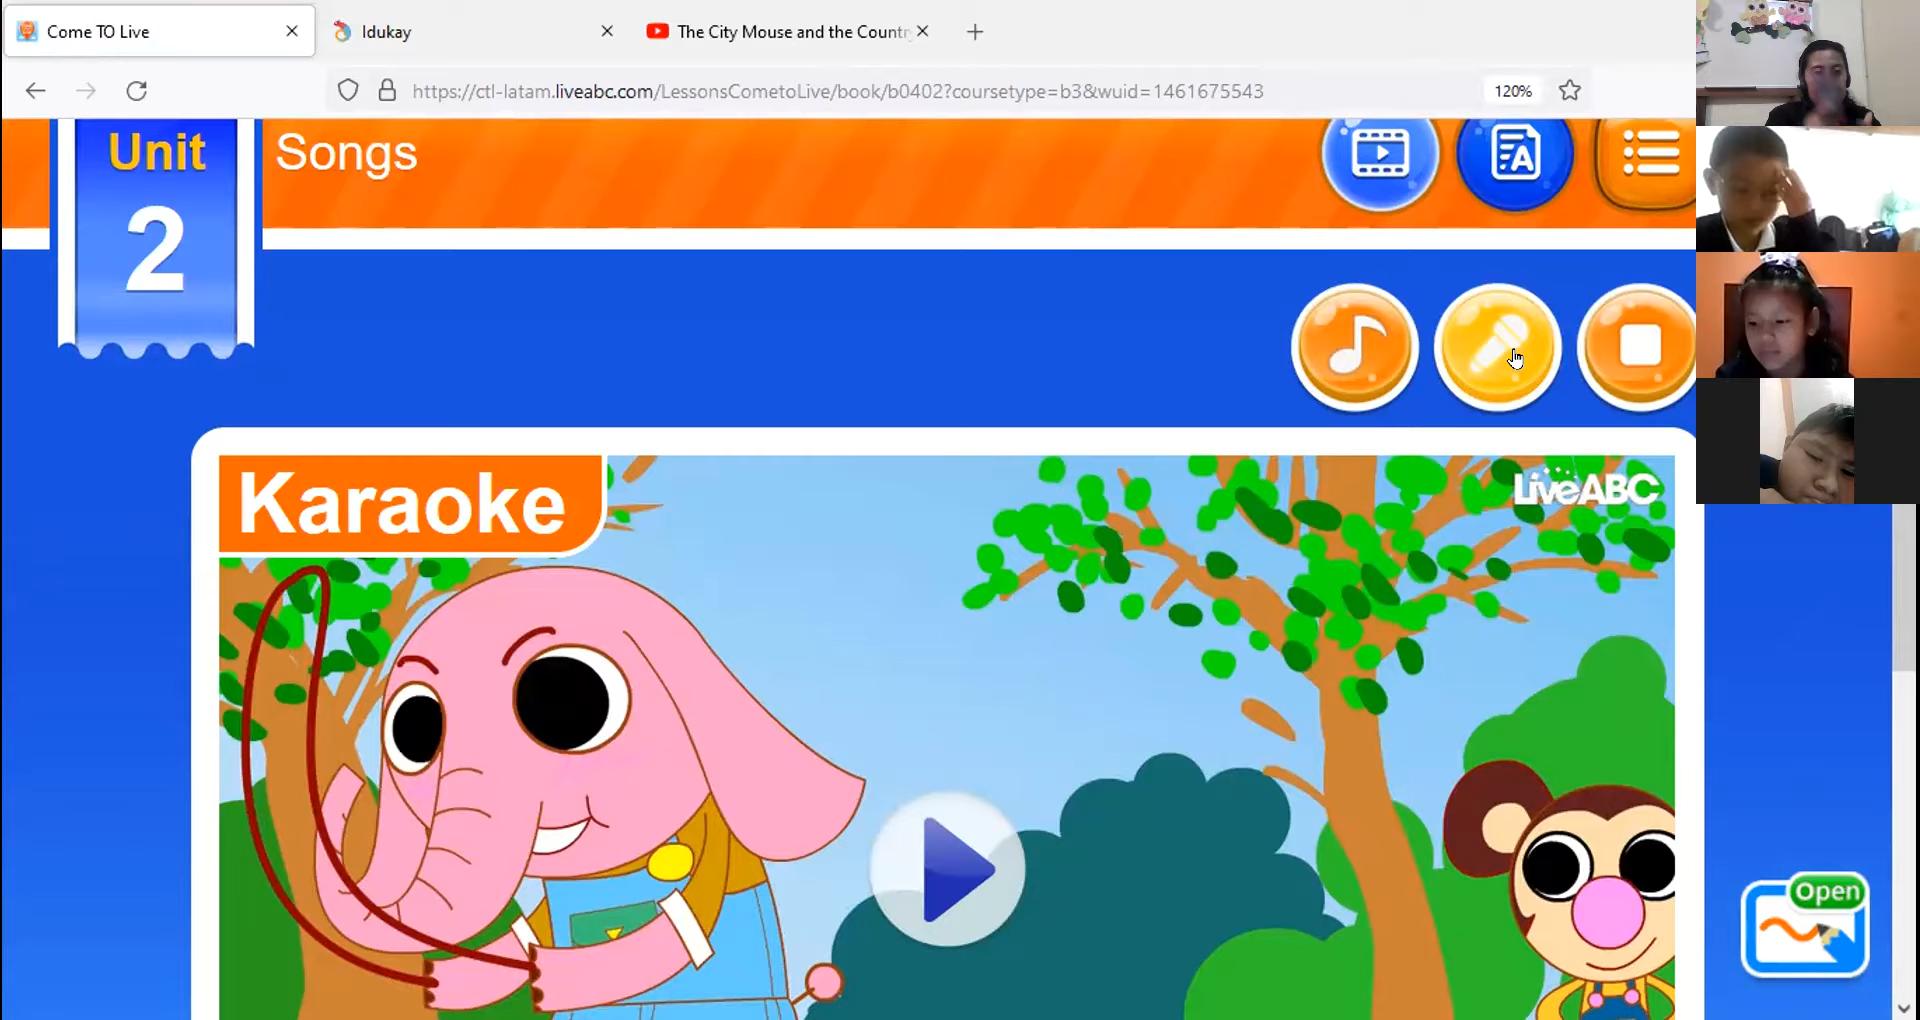 Come TO Live
Idukay
The City Mouse and the Countr
https://ctl-latam.liveabc.com/LessonsCometoLive/book/b0402?coursetype=b3&wuid=1461675543
120%
Unit
2
Songs
A
Karaoke
LiveABC
Open